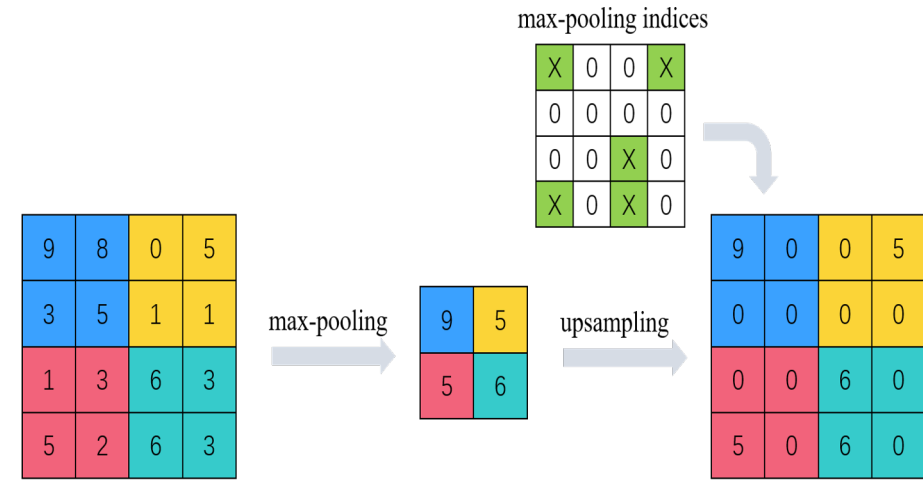 max-pooling indices
X 0 0 X
0 0 0 0
0 0 X 0
X 0 X 0
9 8 0 5
3 5 1 1
1 3 6 3
5 2 6 3
max-pooling
9 5
5 6
upsampling
9 0 0 5
0 0 0 0
0 0 6 0
5 0 6 0